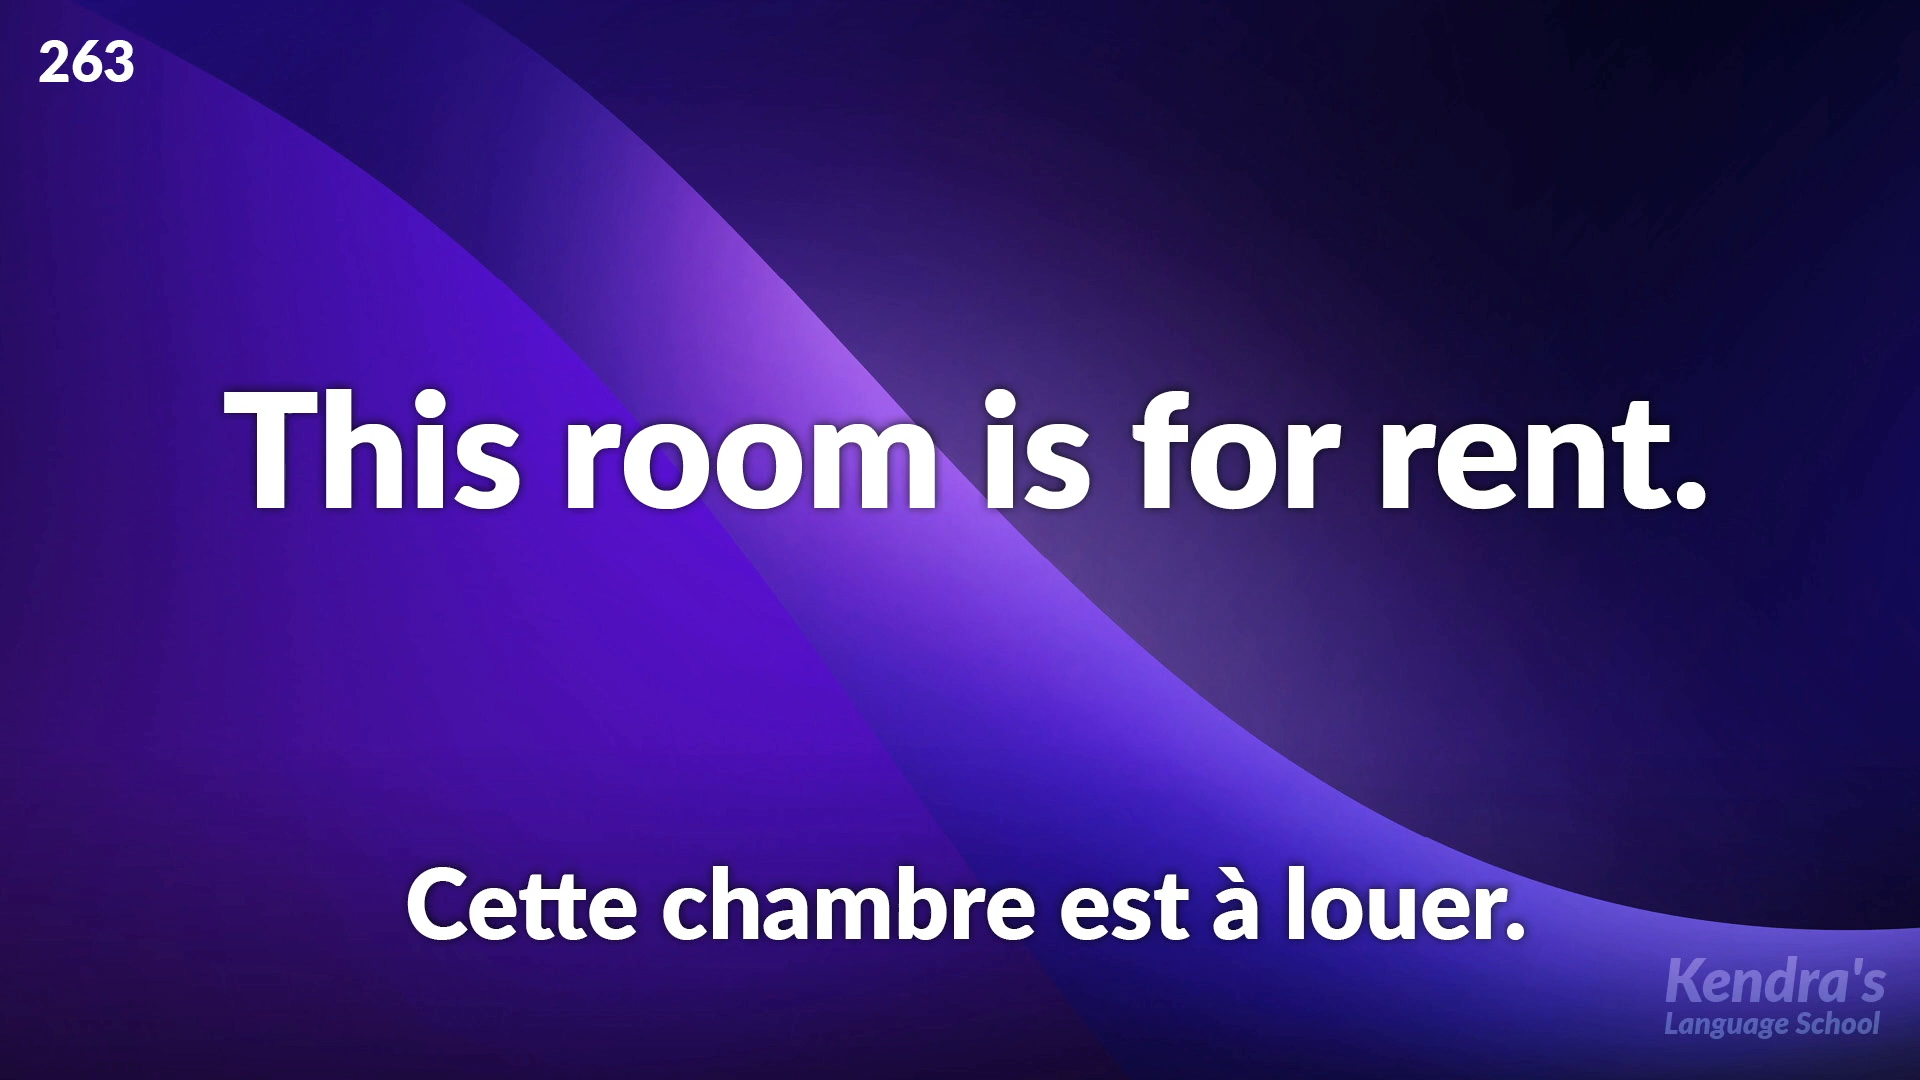 263
This room is for rent.
Cette chambre est à louer.
Kendra's
Language School